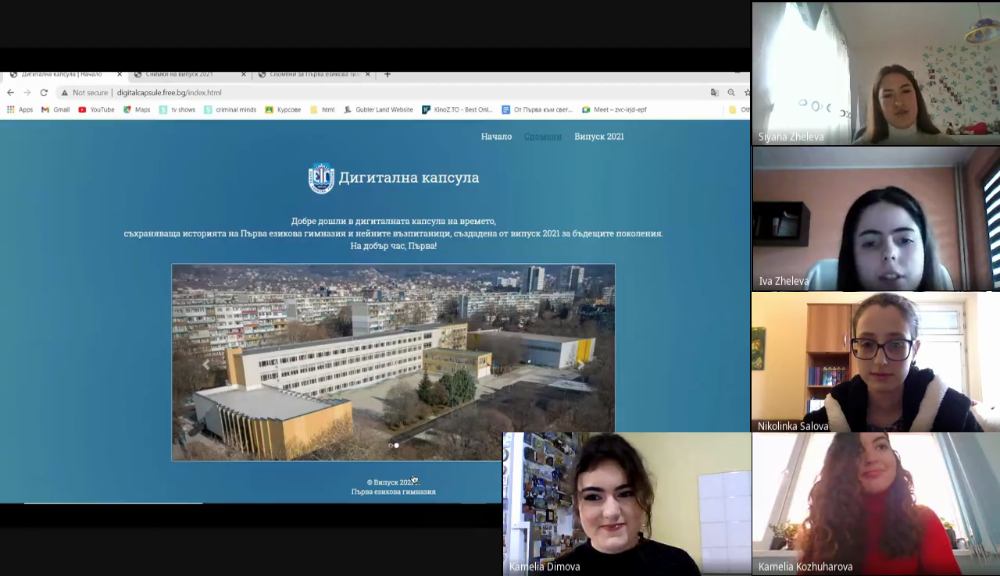 Дигитална капсула | Начало
Снимки на випуск 2021
Спомени за Първа езикова ги
Not secure | digitalcapsule.free.bg/index.html
Apps Gmail YouTube Maps tv shows criminal minds Курсове html Gubler Land Website KinoZ.TO - Best Onl... От Първа към свет... Meet – zvc-irjd-epf
Начало Спомени Випуск 2021
Дигитална капсула
Добре дошли в дигиталната капсула на времето,
съхраняваща историята на Първа езикова гимназия и нейните възпитаници, създадена от випуск 2021 за бъдещите поколения.
На добър час, Първа!
© Випуск 2021
Първа езикова гимназия
Siyana Zheleva
Iva Zheleva
Nikolinka Salova
Kamelia Dimova
Kamelia Kozhuharova